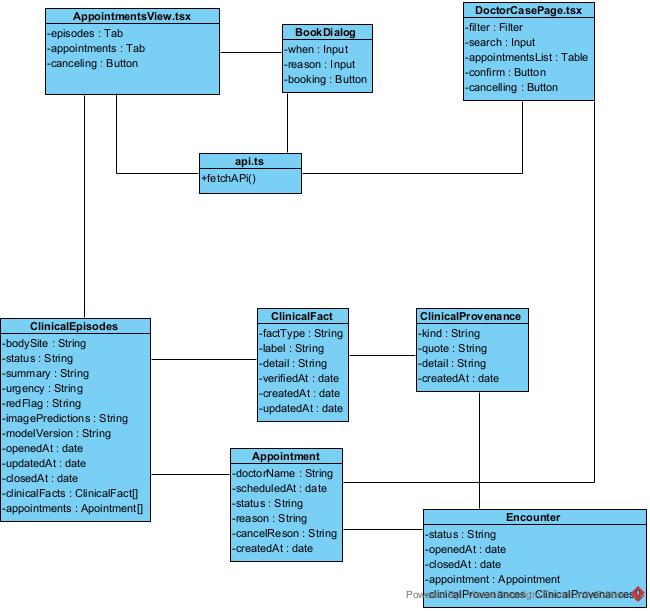 AppointmentsView.tsx
-episodes : Tab
-appointments : Tab
-canceling : Button
BookDialog
-when : Input
-reason : Input
-booking : Button
DoctorCasePage.tsx
-filter : Filter
-search : Input
-appointmentsList : Table
-confirm : Button
-cancelling : Button
api.ts
+fetchAPi()
ClinicalEpisodes
-bodySite : String
-status : String
-summary : String
-urgency : String
-redFlag : String
-imagePredictions : String
-modelVersion : String
-openedAt : date
-updatedAt : date
-closedAt : date
-clinicalFacts : ClinicalFact[]
-appointments : Apointment[]
ClinicalFact
-factType : String
-label : String
-detail : String
-verifiedAt : date
-createdAt : date
-updatedAt : date
ClinicalProvenance
-kind : String
-quote : String
-detail : String
-createdAt : date
Appointment
-doctorName : String
-scheduledAt : date
-status : String
-reason : String
-cancelReson : String
-createdAt : date
Encounter
-status : String
-openedAt : date
-closedAt : date
-appointment : Appointment